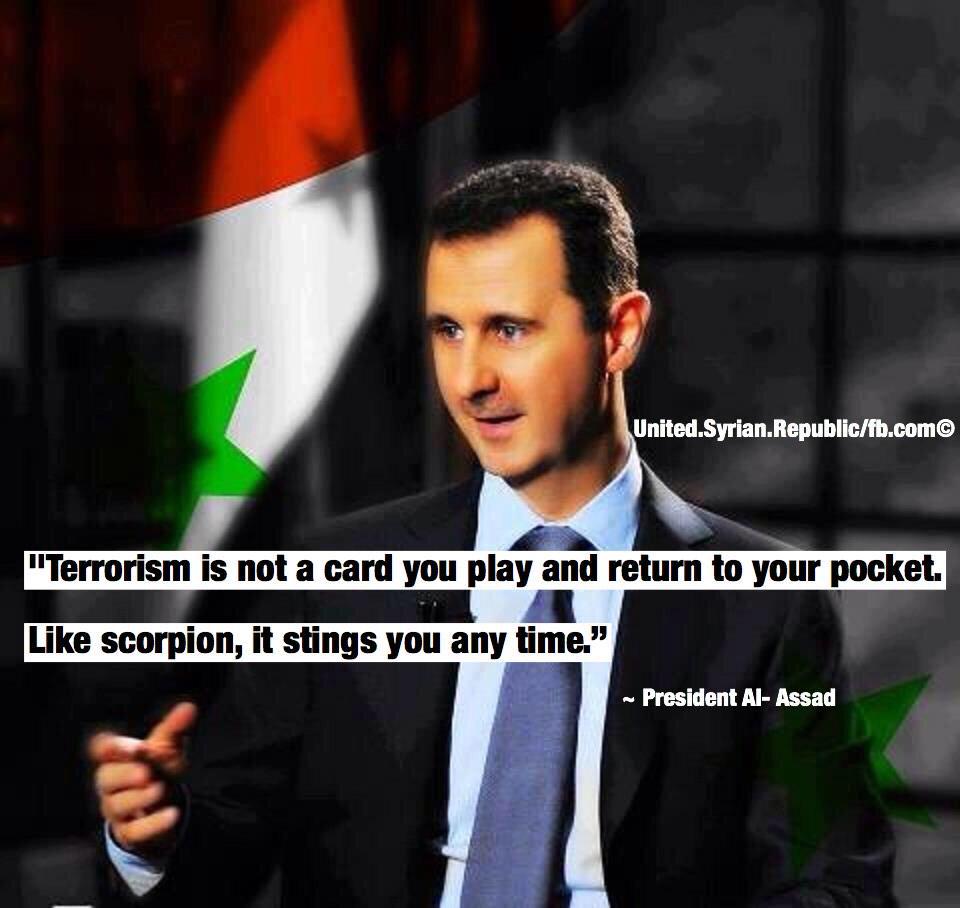 United.Syrian.Republic/fb.com©
"Terrorism is not a card you play and return to your pocket.
Like scorpion, it stings you any time.”
~ President Al- Assad